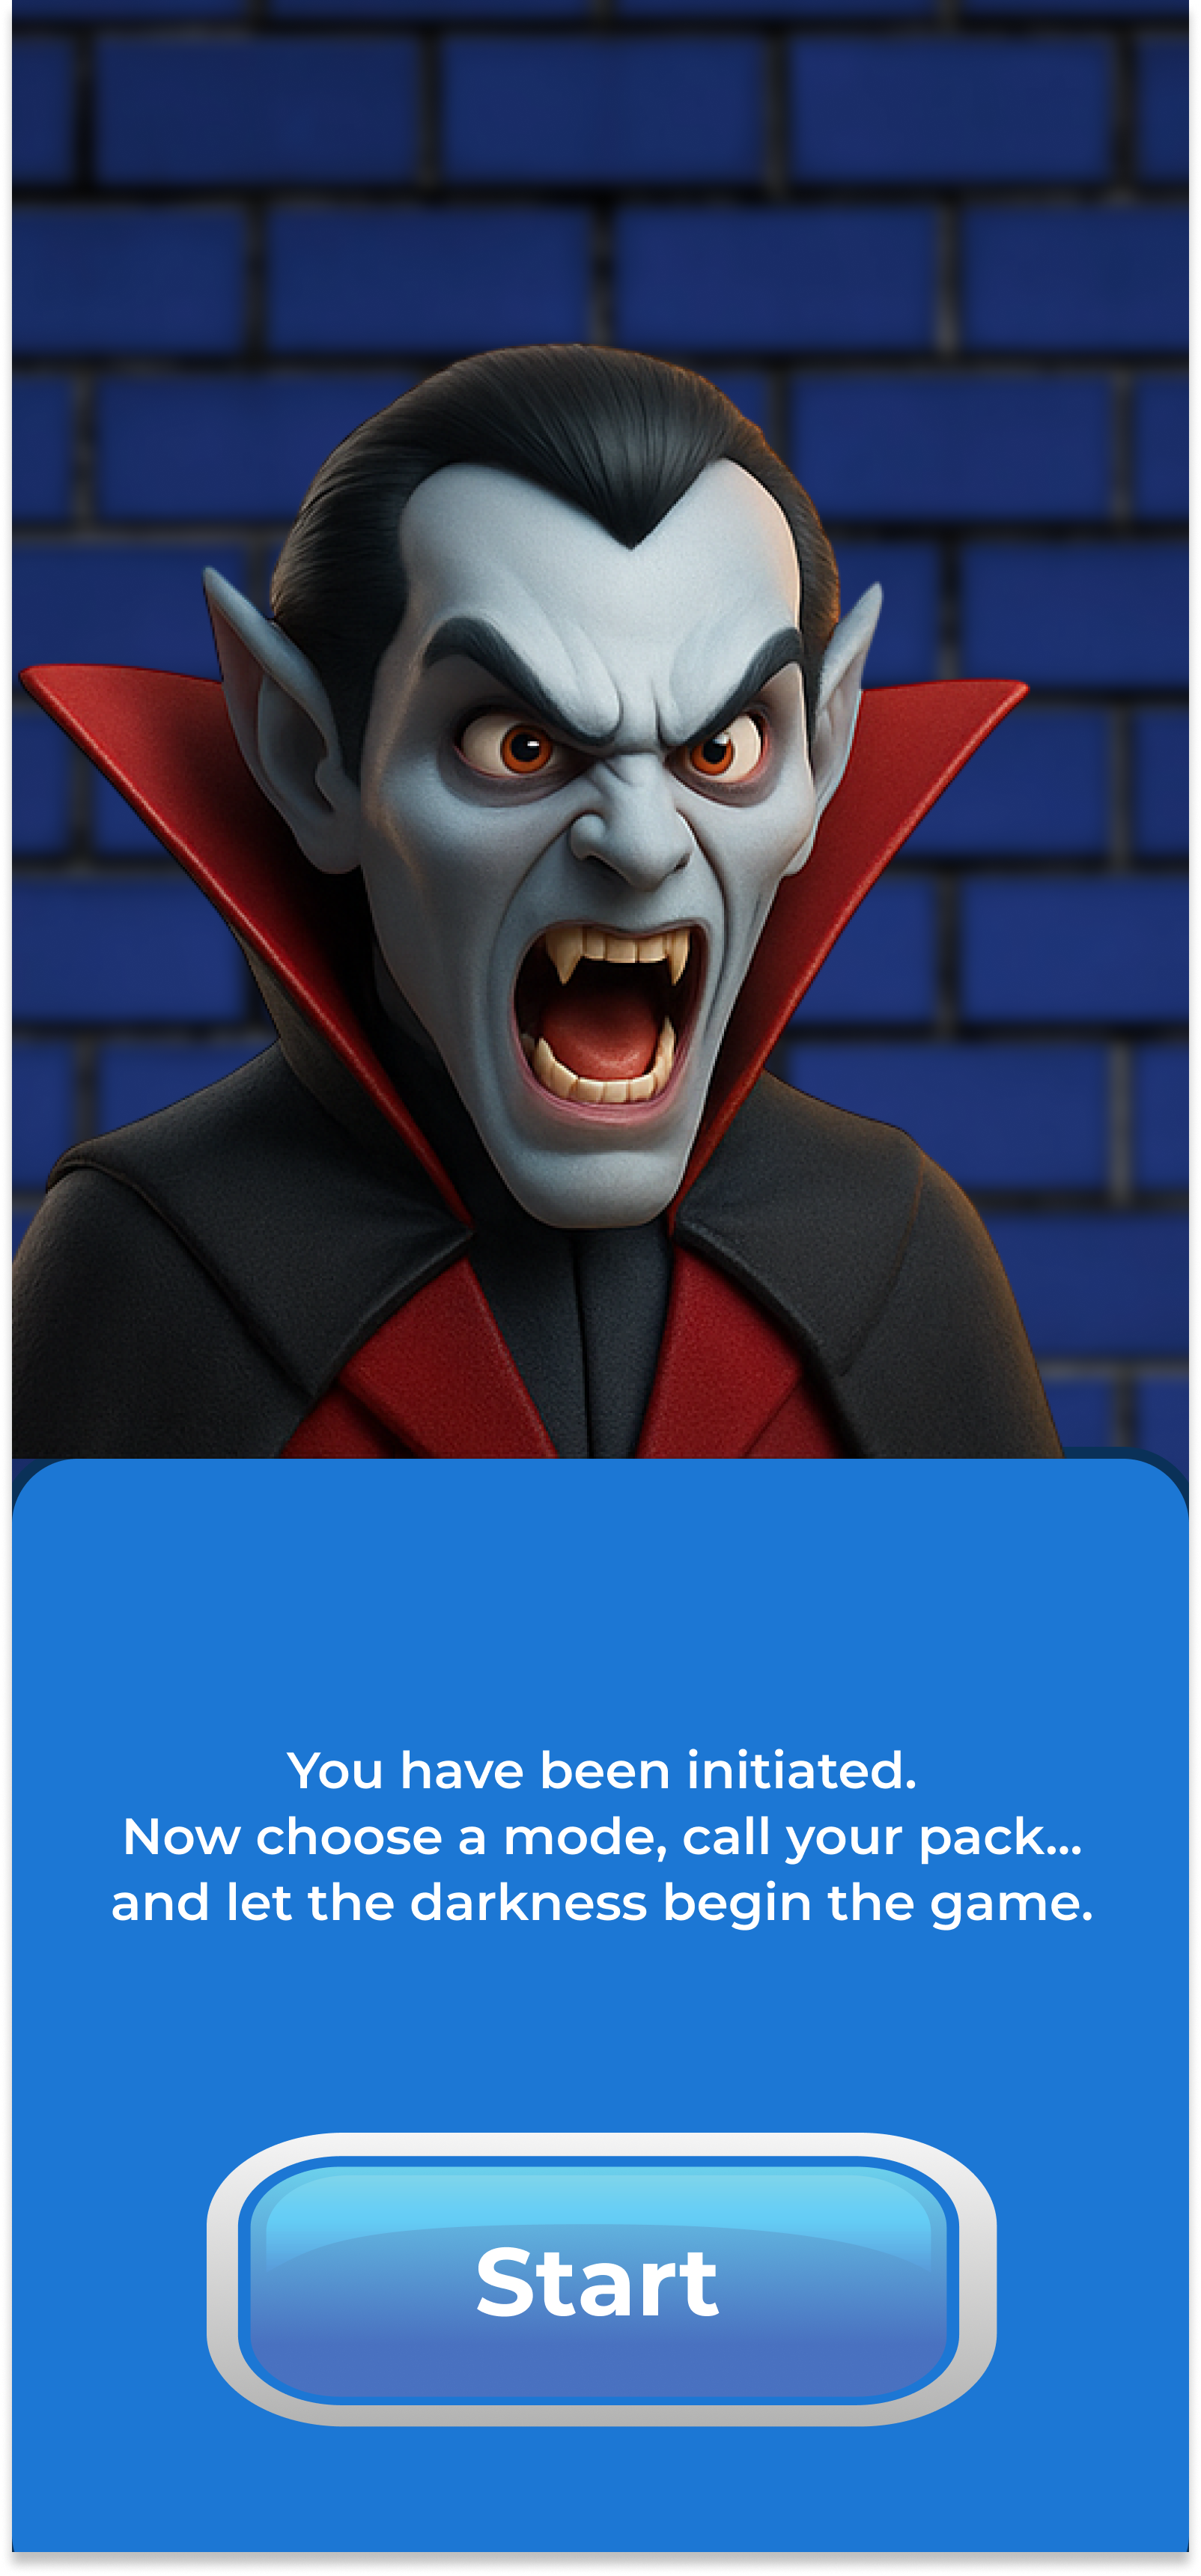 You have been initiated.
Now choose a mode, call your pack...
and let the darkness begin the game.
Start